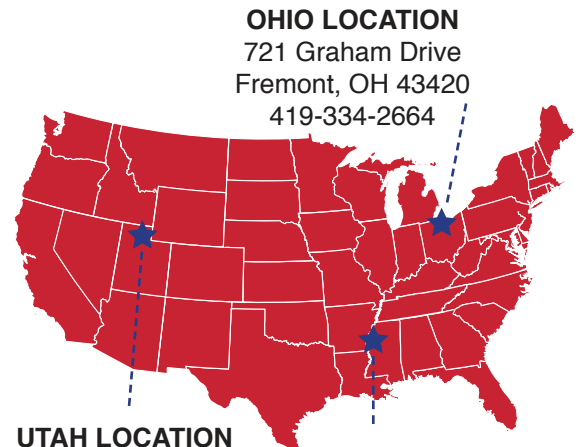 OHIO LOCATION
721 Graham Drive
Fremont, OH 43420
419-334-2664
UTAH LOCATION